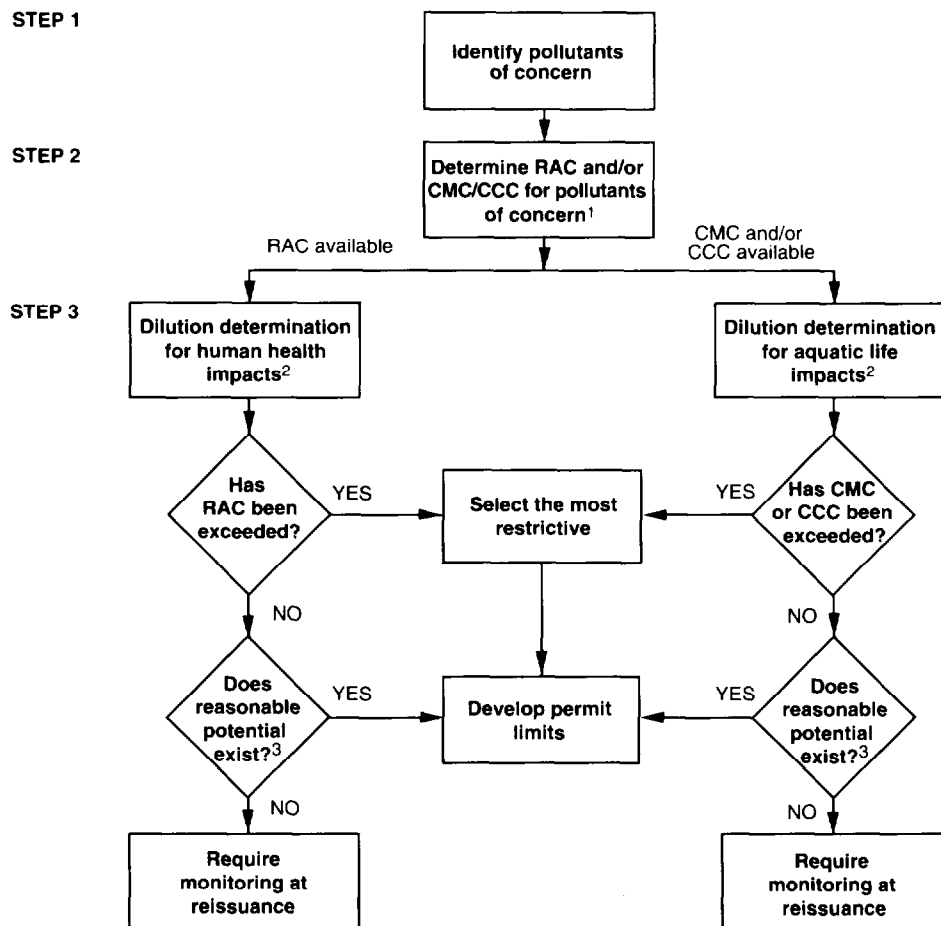 STEP 1
Identify pollutants
of concern
STEP 2
Determine RAC and/or
CMC/CCC for pollutants
of concern¹
RAC available
CMC and/or
CCC available
STEP 3
Dilution determination
for human health
impacts²
Dilution determination
for aquatic life
impacts²
Has
RAC been
exceeded?
YES
Select the most
restrictive
YES
Has CMC
or CCC been
exceeded?
NO
NO
Does
reasonable
potential
exist?³
YES
Develop permit
limits
YES
Does
reasonable
potential
exist?³
NO
NO
Require
monitoring at
reissuance
Require
monitoring at
reissuance